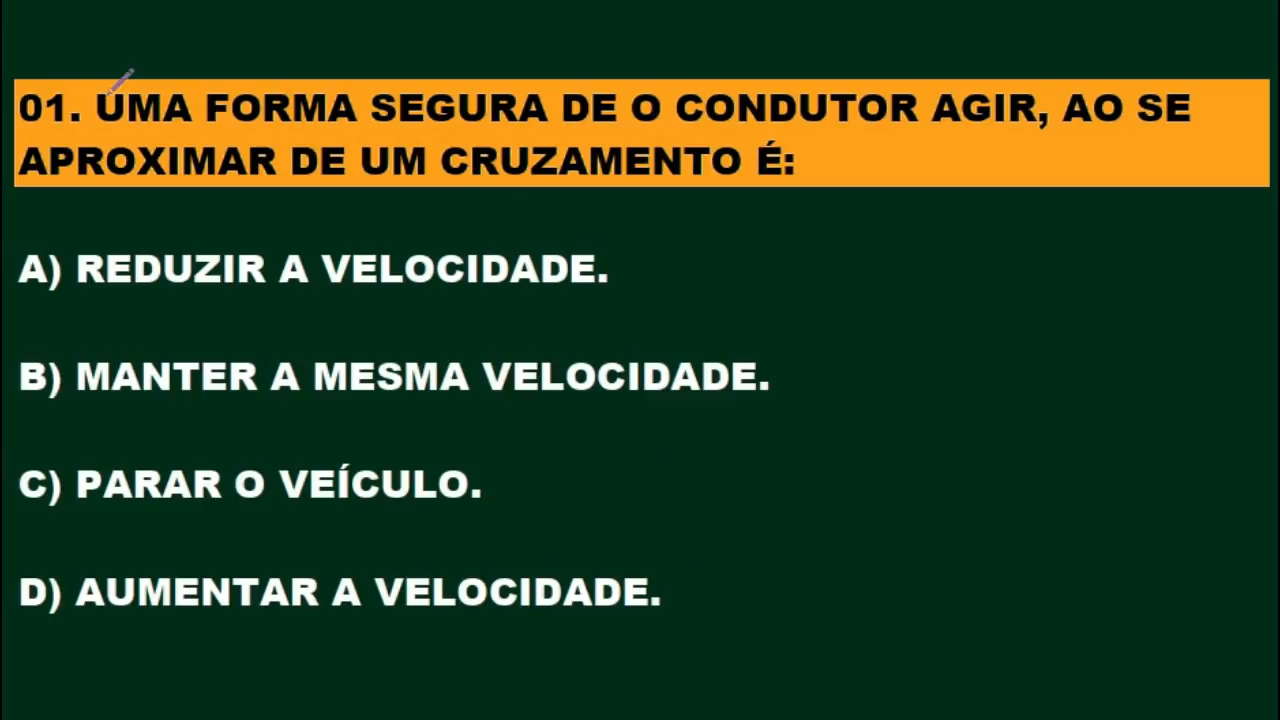 01. UMA FORMA SEGURA DE O CONDUTOR AGIR, AO SE
APROXIMAR DE UM CRUZAMENTO É:
A) REDUZIR A VELOCIDADE.
B) MANTER A MESMA VELOCIDADE.
C) PARAR O VEÍCULO.
D) AUMENTAR A VELOCIDADE.